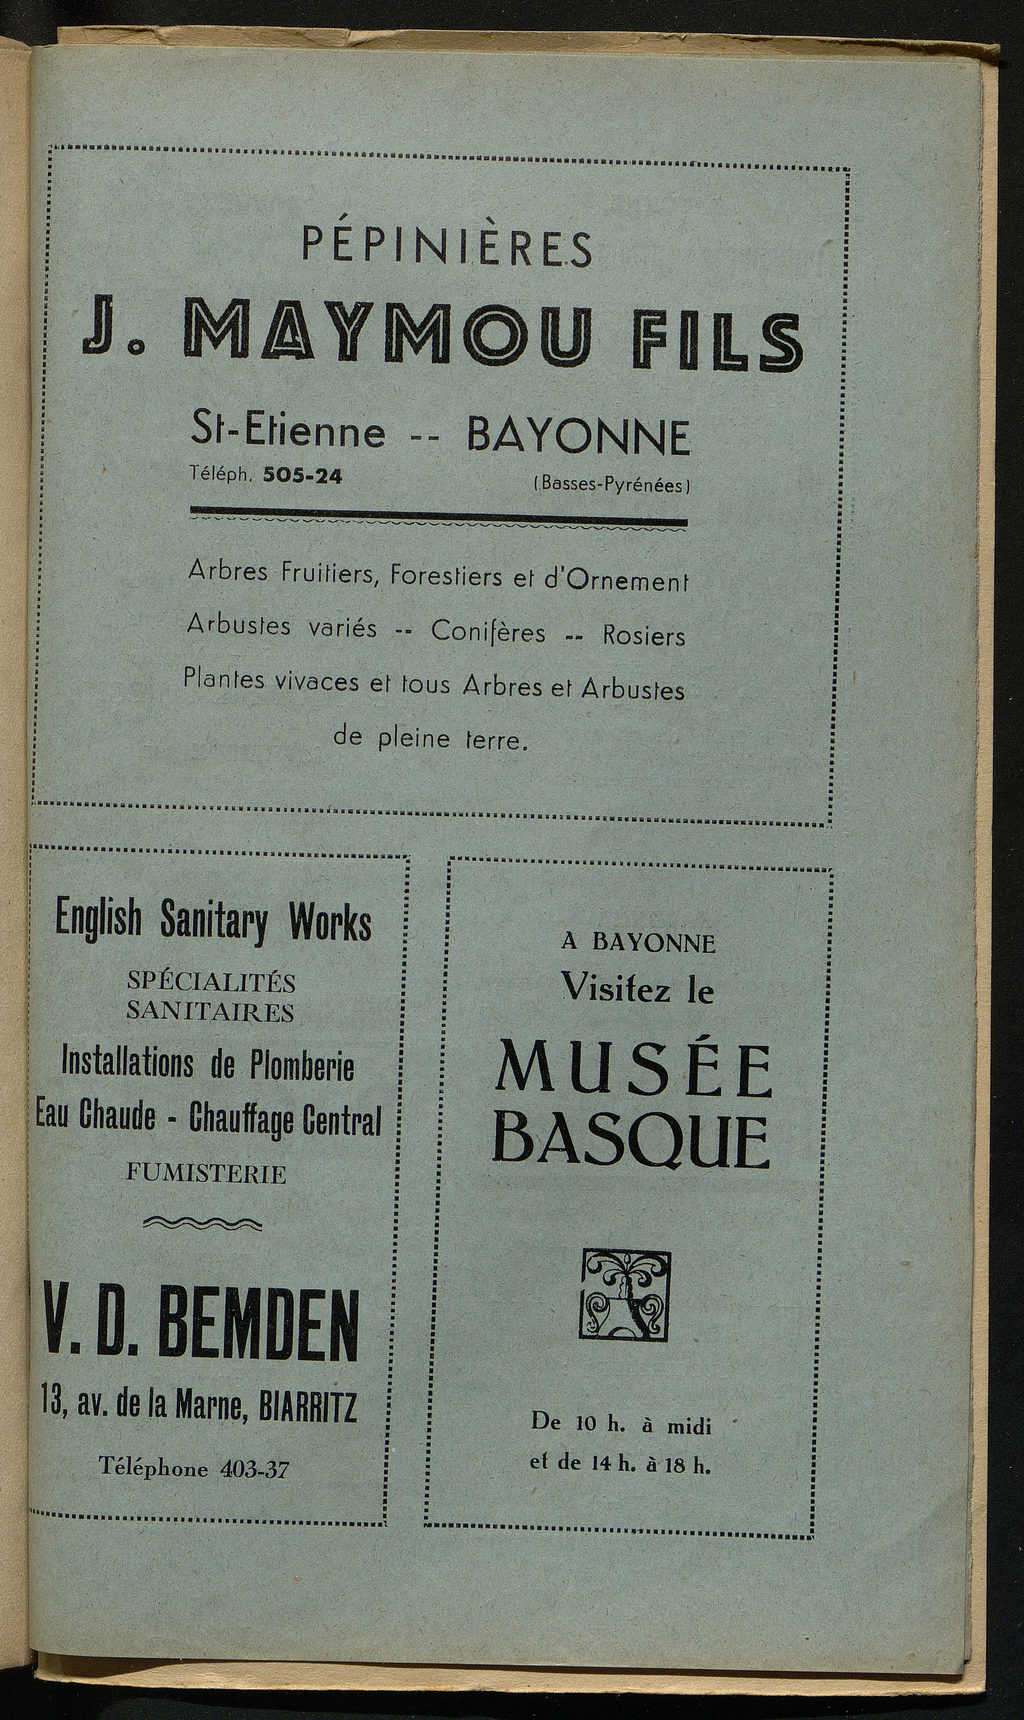 PÉPINIÈRES
J. MAYMOU FILS
St-Etienne -- BAYONNE
Téléph. 505-24 (Basses-Pyrénées)
Arbres Fruitiers, Forestiers et d'Ornement
Arbustes variés -- Conifères -- Rosiers
Plantes vivaces et tous Arbres et Arbustes
de pleine terre.
English Sanitary Works
SPÉCIALITÉS
SANITAIRES
Installations de Plomberie
Eau Chaude - Chauffage Central
FUMISTERIE
V. D. BEMDEN
13, av. de la Marne, BIARRITZ
Téléphone 403-37
A BAYONNE
Visitez le
MUSÉE
BASQUE
De 10 h. à midi
et de 14 h. à 18 h.